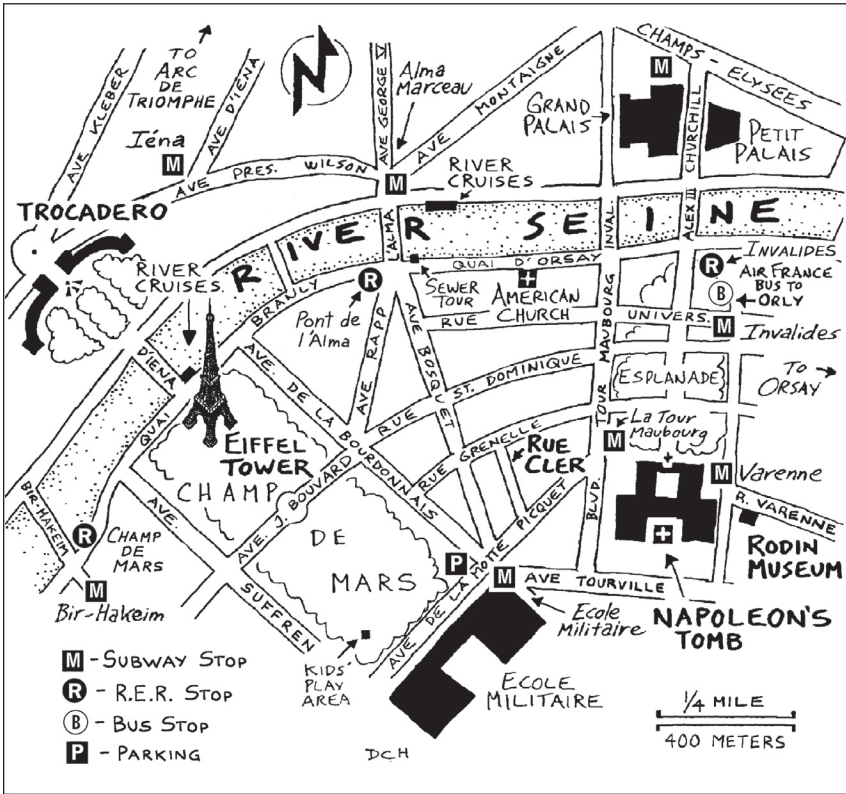 TO
ARC
DE
TRIOMPHE
AVE KLEBER
AVE D'IENA
N
AVE GEORGE V
Alma
Marceau
AVE MONTAIGNE
CHAMPS-ELYSEES
M
GRAND
PALAIS
CHURCHILL
PETIT
PALAIS
Iéna
M
AVE PRES. WILSON
M
RIVER
CRUISES
TROCADERO
RIVER SEINE
L'ALMA
INVAL
ALEX III
RIVER
CRUISES
BRANLY
R
Pont de
l'Alma
SEWER
TOUR
QUAI D'ORSAY
AMERICAN
CHURCH
R
INVALIDES
AIR FRANCE
BUS TO
ORLY
B
RUE UNIVERS.
M
Invalides
D'IENA
QUAI
AVE RAPP
AVE BOSQUET
MAUBOURG
TOUR
BLVD.
ESPLANADE
TO
ORSAY
AVE DE LA BOURDONNAIS
RUE ST. DOMINIQUE
EIFFEL
TOWER
RUE GRENELLE
RUE
CLER
La Tour
Maubourg
M
M
Varenne
R. VARENNE
RODIN
MUSEUM
CHAMP
DE
MARS
AVE. J. BOUVARD
BIR-HAKEIM
R
CHAMP
DE
MARS
M
Bir-Hakeim
AVE
SUFFREN
P
M
AVE DE LA MOTTE PICQUET
AVE TOURVILLE
Ecole
Militaire
NAPOLEON'S
TOMB
KIDS'
PLAY
AREA
ECOLE
MILITAIRE
M - SUBWAY STOP
R - R.E.R. STOP
B - BUS STOP
P - PARKING
DCH
1/4 MILE
400 METERS